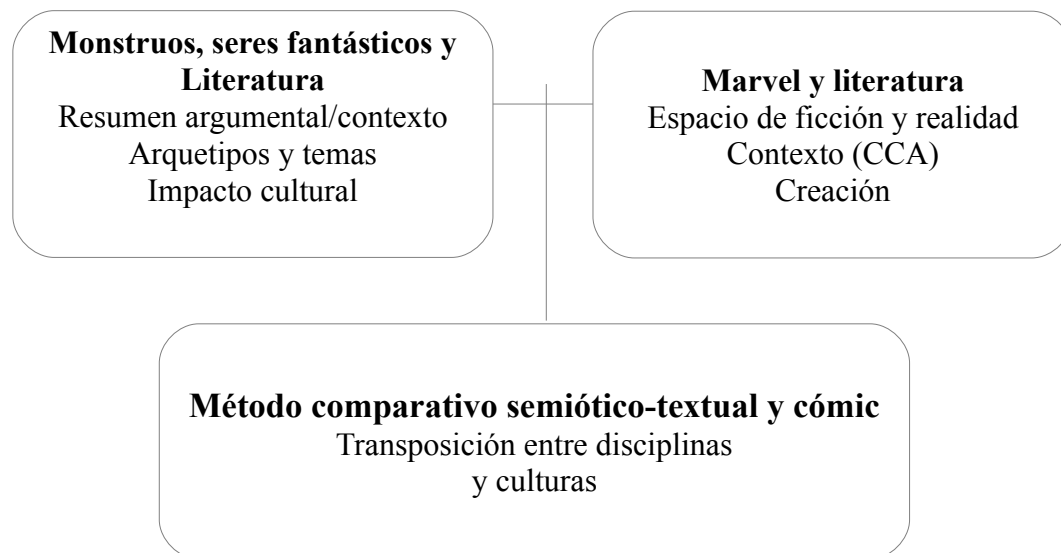 Monstruos, seres fantásticos y
Literatura
Resumen argumental/contexto
Arquetipos y temas
Impacto cultural
Marvel y literatura
Espacio de ficción y realidad
Contexto (CCA)
Creación
Método comparativo semiótico-textual y cómic
Transposición entre disciplinas
y culturas